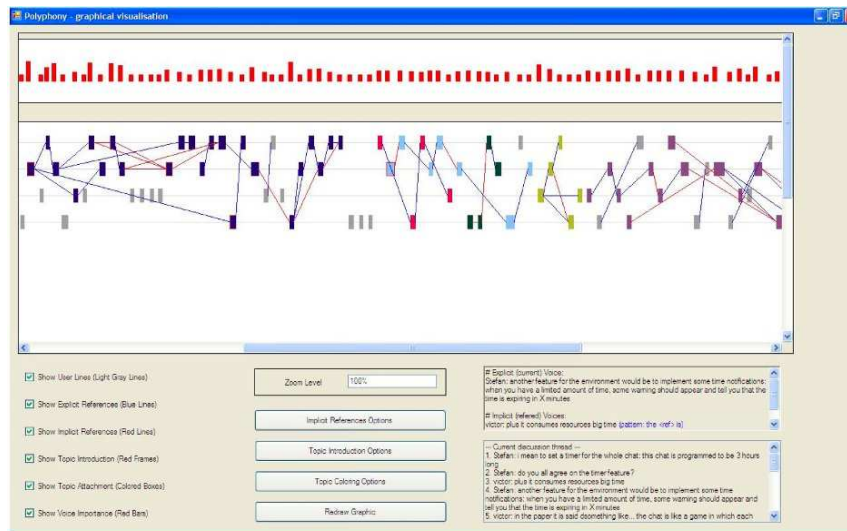 Polyphony - graphical visualisation
Show User Lines (Light Gray Lines)
Show Explicit References (Blue Lines)
Show Implicit References (Red Lines)
Show Topic Introduction (Red Frames)
Show Topic Attachment (Colored Boxes)
Show Voice Importance (Red Bars)
Zoom Level
100%
Implicit References Options
Topic Introduction Options
Topic Coloring Options
Redraw Graphic
# Explicit (current) Voice:
Stefan: another feature for the environment would be to implement some time notifications:
when you have a limited amount of time, some warning should appear and tell you that the
time is expiring in X minutes
# Implicit (refered) Voices:
victor: plus it consumes resources big time (pattern: the <ref> is)
--- Current discussion thread ---
1. Stefan: i mean to set a timer for the whole chat: this chat is programmed to be 3 hours
long
2. Stefan: do you all agree on the timer feature?
3. victor: plus it consumes resources big time
4. Stefan: another feature for the environment would be to implement some time
notifications: when you have a limited amount of time, some warning should appear and
tell you that the time is expiring in X minutes
5. victor: in the paper it is said dsomething like... the chat is like a game in which each